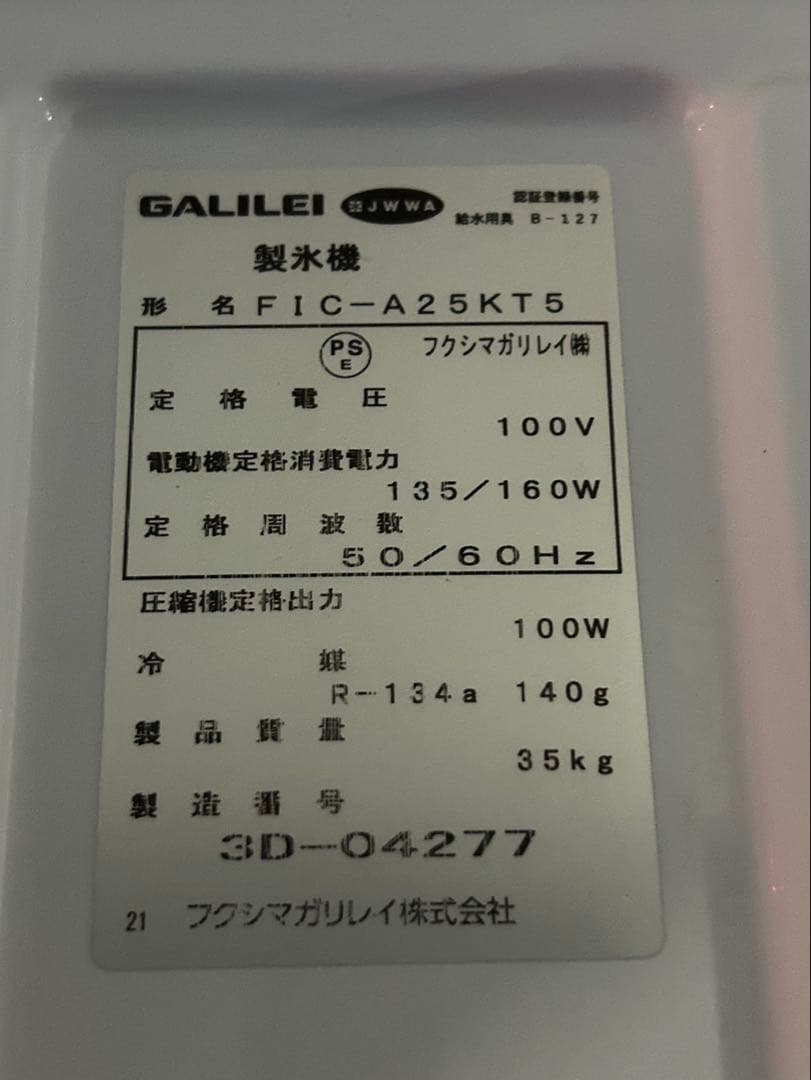 GALILEI JWWA 認証登録番号
給水用具 B-127
製氷機
形名 FIC-A25KT5
PS E フクシマガリレイ㈱
定格電圧
100V
電動機定格消費電力
135/160W
定格周波数
50/60Hz
圧縮機定格出力
100W
冷媒
R-134a 140g
製品質量
35kg
製造番号
3D-04277
21 フクシマガリレイ株式会社